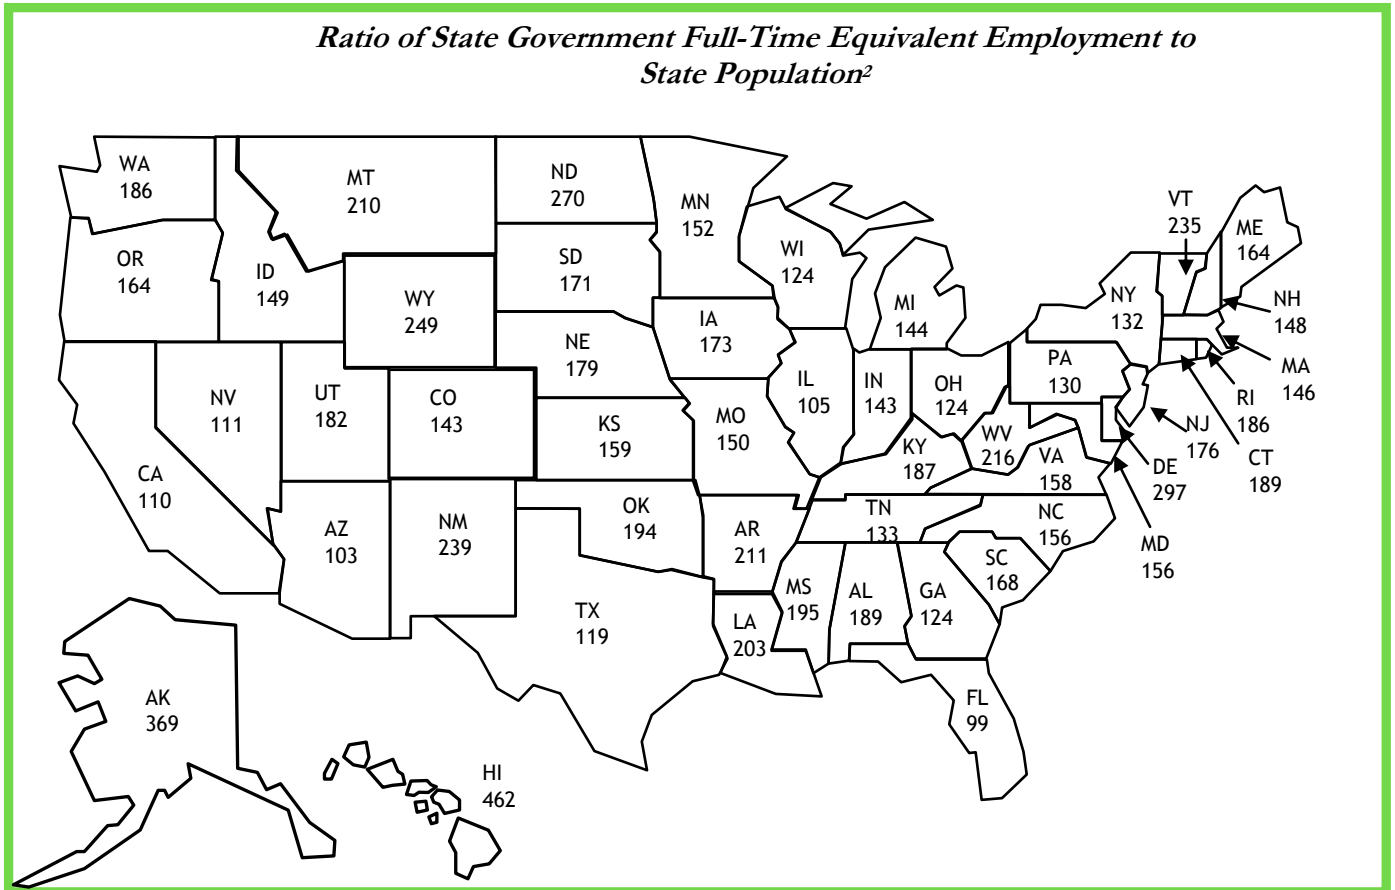 Ratio of State Government Full-Time Equivalent Employment to
State Population²
WA
186
MT
210
ND
270
MN
152
VT
235
ME
164
OR
164
ID
149
WY
249
SD
171
WI
124
MI
144
NY
132
NH
148
IA
173
NE
179
PA
130
MA
146
NV
111
UT
182
CO
143
IL
105
IN
143
OH
124
RI
186
NJ
176
CT
189
KS
159
MO
150
KY
187
WV
216
VA
158
DE
297
CA
110
AZ
103
NM
239
OK
194
AR
211
TN
133
NC
156
MD
156
SC
168
MS
195
AL
189
GA
124
TX
119
LA
203
FL
99
AK
369
HI
462